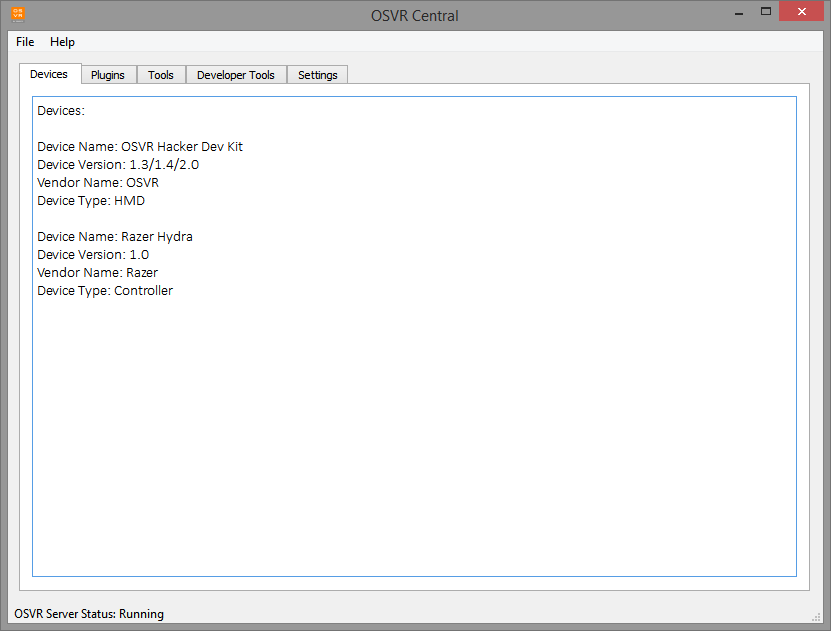 OSVR Central
File Help
Devices Plugins Tools Developer Tools Settings
Devices:
Device Name: OSVR Hacker Dev Kit
Device Version: 1.3/1.4/2.0
Vendor Name: OSVR
Device Type: HMD
Device Name: Razer Hydra
Device Version: 1.0
Vendor Name: Razer
Device Type: Controller
OSVR Server Status: Running